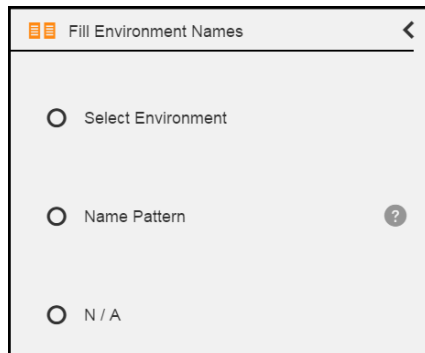 Fill Environment Names
Select Environment
Name Pattern ?
N / A